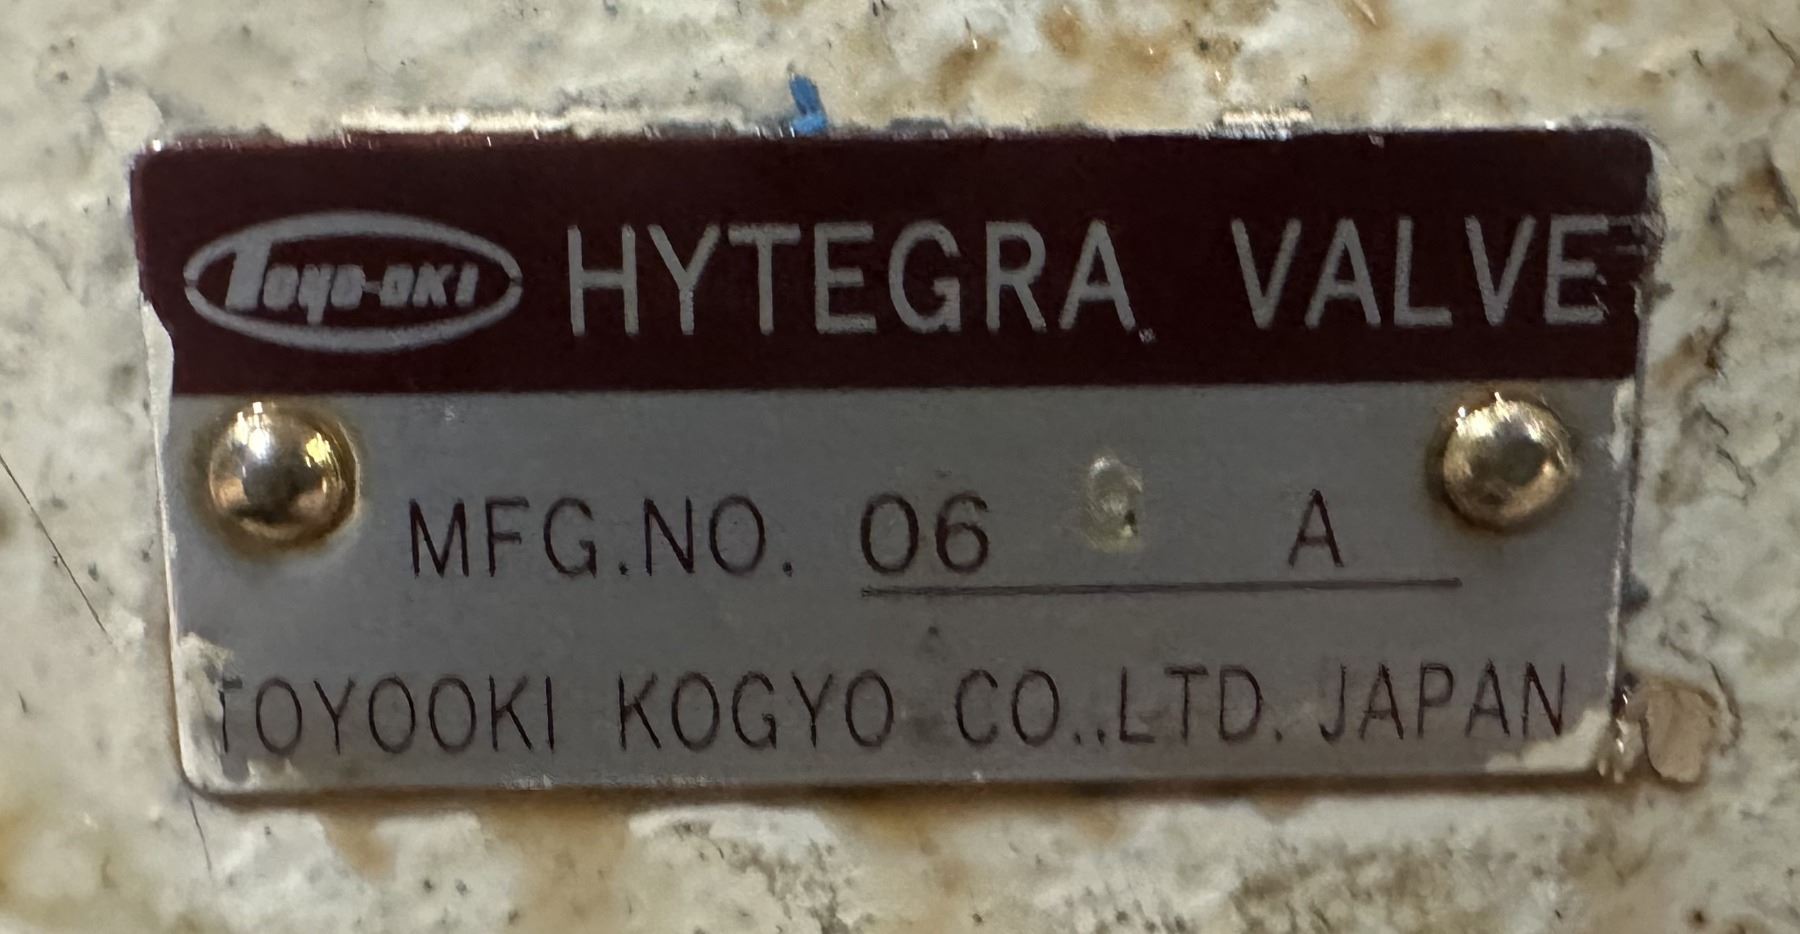 TOYO-OKI HYTEGRA VALVE
MFG.NO. 06 A
TOYOOKI KOGYO CO.,LTD. JAPAN